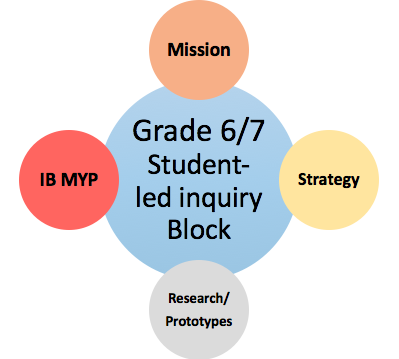 Mission
Grade 6/7
Student-
led inquiry
Block
IB MYP
Strategy
Research/
Prototypes